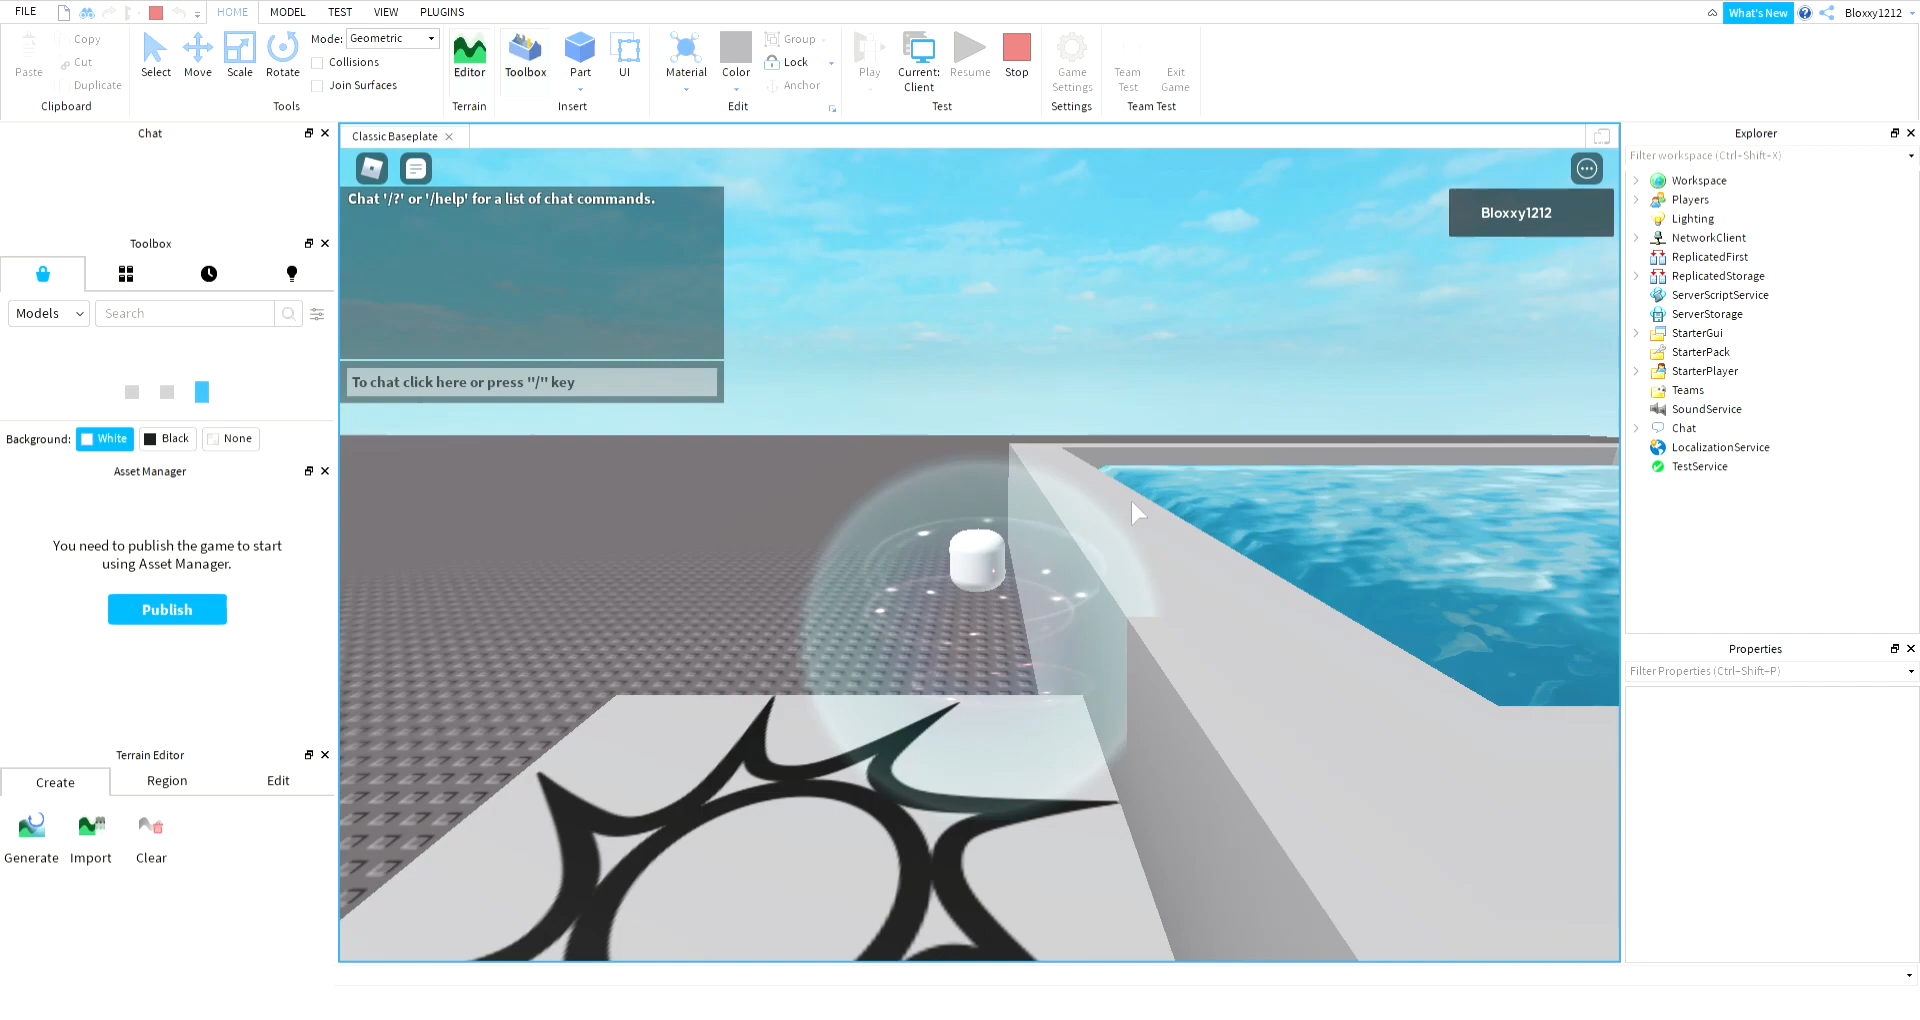 FILE
HOME
MODEL
TEST
VIEW
PLUGINS
What's New
Bloxxy1212
Paste
Copy
Cut
Duplicate
Clipboard
Select
Move
Scale
Rotate
Mode: Geometric
Collisions
Join Surfaces
Tools
Editor
Terrain
Toolbox
Part
UI
Insert
Material
Color
Group
Lock
Anchor
Edit
Play
Current:
Client
Resume
Stop
Test
Game
Settings
Settings
Team
Test
Exit
Game
Team Test
Chat
Toolbox
Models
Search
Background: White Black None
Asset Manager
You need to publish the game to start
using Asset Manager.
Publish
Terrain Editor
Create
Region
Edit
Generate
Import
Clear
Classic Baseplate
Chat '/?' or '/help' for a list of chat commands.
To chat click here or press "/" key
Bloxxy1212
Explorer
Filter workspace (Ctrl+Shift+X)
Workspace
Players
Lighting
NetworkClient
ReplicatedFirst
ReplicatedStorage
ServerScriptService
ServerStorage
StarterGui
StarterPack
StarterPlayer
Teams
SoundService
Chat
LocalizationService
TestService
Properties
Filter Properties (Ctrl+Shift+P)